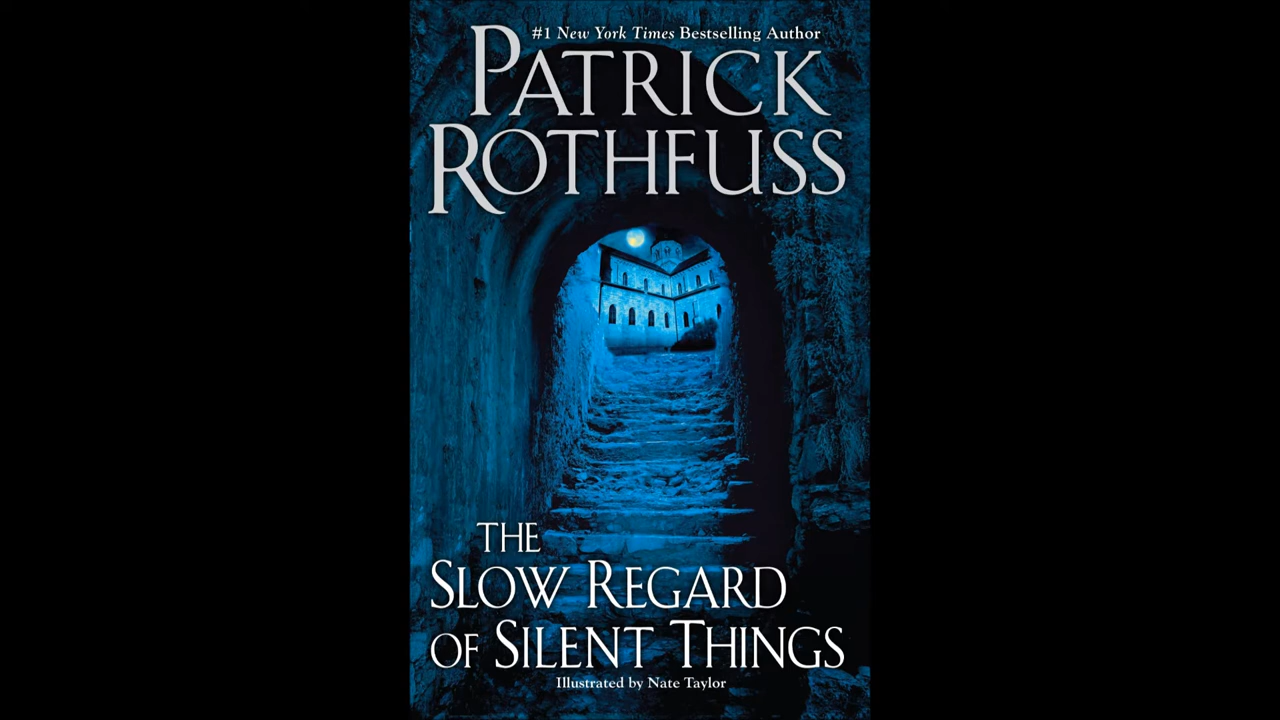 #1 New York Times Bestselling Author
PATRICK
ROTHFUSS
THE
SLOW REGARD
OF SILENT THINGS
Illustrated by Nate Taylor